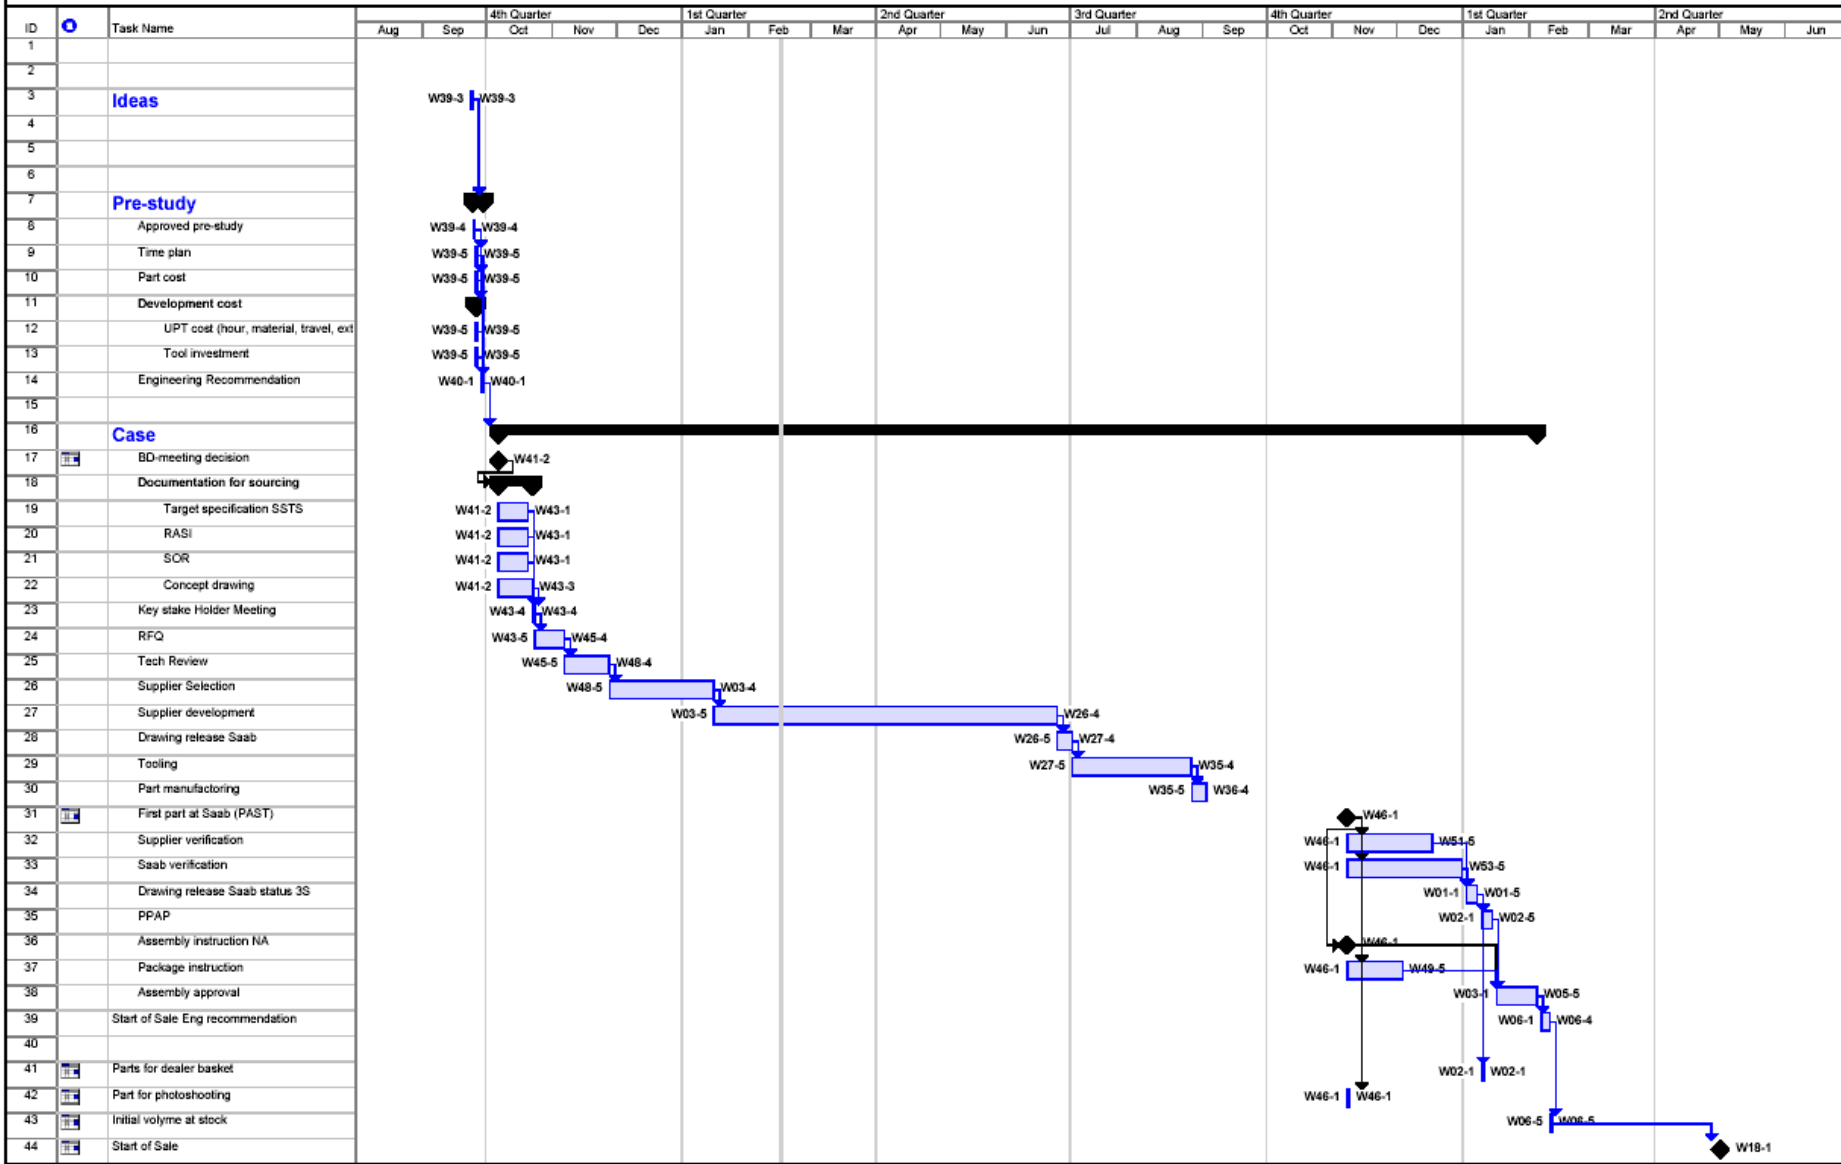 4th Quarter 1st Quarter 2nd Quarter 3rd Quarter 4th Quarter 1st Quarter 2nd Quarter
ID Task Name Aug Sep Oct Nov Dec Jan Feb Mar Apr May Jun Jul Aug Sep Oct Nov Dec Jan Feb Mar Apr May Jun
1
2
3 Ideas W39-3 W39-3
4
5
6
7 Pre-study
8 Approved pre-study W39-4 W39-4
9 Time plan W39-5 W39-5
10 Part cost W39-5 W39-5
11 Development cost
12 UPT cost (hour, material, travel, ext W39-5 W39-5
13 Tool investment W39-5 W39-5
14 Engineering Recommendation W40-1 W40-1
15
16 Case
17 BD-meeting decision W41-2
18 Documentation for sourcing
19 Target specification SSTS W41-2 W43-1
20 RASI W41-2 W43-1
21 SOR W41-2 W43-1
22 Concept drawing W41-2 W43-3
23 Key stake Holder Meeting W43-4 W43-4
24 RFQ W43-5 W45-4
25 Tech Review W45-5 W48-4
26 Supplier Selection W48-5 W03-4
27 Supplier development W03-5 W26-4
28 Drawing release Saab W26-5 W27-4
29 Tooling W27-5 W35-4
30 Part manufactoring W35-5 W36-4
31 First part at Saab (PAST) W46-1
32 Supplier verification W46-1 W51-5
33 Saab verification W46-1 W53-5
34 Drawing release Saab status 3S W01-1 W01-5
35 PPAP W02-1 W02-5
36 Assembly instruction NA W46-1
37 Package instruction W46-1 W49-5
38 Assembly approval W03-1 W05-5
39 Start of Sale Eng recommendation W06-1 W06-4
40
41 Parts for dealer basket W02-1 W02-1
42 Part for photoshooting W46-1 W46-1
43 Initial volyme at stock W06-5 W06-5
44 Start of Sale W18-1